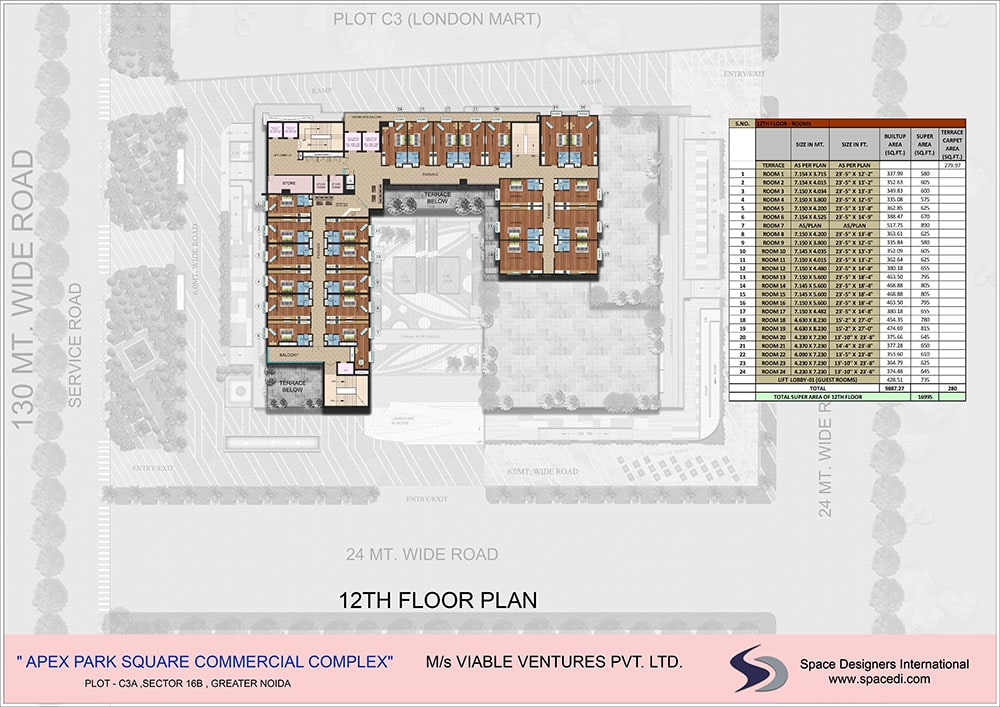 PLOT C3 (LONDON MART)
ENTRY/EXIT
RAMP
RAMP
130 MT. WIDE ROAD
SERVICE ROAD
STORE
PASSAGE
TERRACE
BELOW
PASSAGE
PASSAGE
BALCONY
TERRACE
BELOW
S.NO. 12TH FLOOR - ROOMS
SIZE IN MT. SIZE IN FT. BUILTUP AREA (SQ.FT.) SUPER AREA (SQ.FT.) TERRACE CARPET AREA (SQ.FT.)
TERRACE AS PER PLAN AS PER PLAN 279.97
1 ROOM 1 7.150 X 3.715 23'-5" X 12'-2" 337.99 580
2 ROOM 2 7.154 X 4.015 23'-5" X 13'-2" 352.63 605
3 ROOM 3 7.154 X 4.034 23'-5" X 13'-3" 349.83 600
4 ROOM 4 7.150 X 3.800 23'-5" X 12'-5" 335.08 575
5 ROOM 5 7.150 X 4.200 23'-5" X 13'-8" 362.85 625
6 ROOM 6 7.154 X 4.525 23'-5" X 14'-9" 388.47 670
7 ROOM 7 AS/PLAN AS/PLAN 517.75 890
8 ROOM 8 7.150 X 4.200 23'-5" X 13'-8" 363.61 625
9 ROOM 9 7.150 X 3.800 23'-5" X 12'-5" 335.84 580
10 ROOM 10 7.145 X 4.035 23'-5" X 13'-3" 352.09 605
11 ROOM 11 7.150 X 4.015 23'-5" X 13'-2" 362.64 625
12 ROOM 12 7.150 X 4.480 23'-5" X 14'-8" 380.18 655
13 ROOM 13 7.150 X 5.600 23'-5" X 18'-4" 463.50 795
14 ROOM 14 7.145 X 5.600 23'-5" X 18'-4" 468.88 805
15 ROOM 15 7.145 X 5.600 23'-5" X 18'-4" 468.88 805
16 ROOM 16 7.150 X 5.600 23'-5" X 18'-4" 463.50 795
17 ROOM 17 7.150 X 4.482 23'-5" X 14'-8" 380.18 655
18 ROOM 18 4.630 X 8.230 15'-2" X 27'-0" 454.35 780
19 ROOM 19 4.630 X 8.230 15'-2" X 27'-0" 474.69 815
20 ROOM 20 4.230 X 7.230 13'-10" X 23'-8" 375.66 645
21 ROOM 21 4.370 X 7.230 14'-4" X 23'-8" 377.28 650
22 ROOM 22 4.090 X 7.230 13'-5" X 23'-8" 353.60 610
23 ROOM 23 4.230 X 7.230 13'-10" X 23'-8" 364.79 625
24 ROOM 24 4.230 X 7.230 13'-10" X 23'-8" 374.48 645
LIFT LOBBY-01 (GUEST ROOMS) 428.51 735
TOTAL 9887.27 280
TOTAL SUPER AREA OF 12TH FLOOR 16995
24 MT. WIDE R
ENTRY/EXIT
6.0MT. WIDE ROAD
ENTRY/EXIT
24 MT. WIDE ROAD
12TH FLOOR PLAN
" APEX PARK SQUARE COMMERCIAL COMPLEX"
M/s VIABLE VENTURES PVT. LTD.
PLOT - C3A ,SECTOR 16B , GREATER NOIDA
Space Designers International
www.spacedi.com